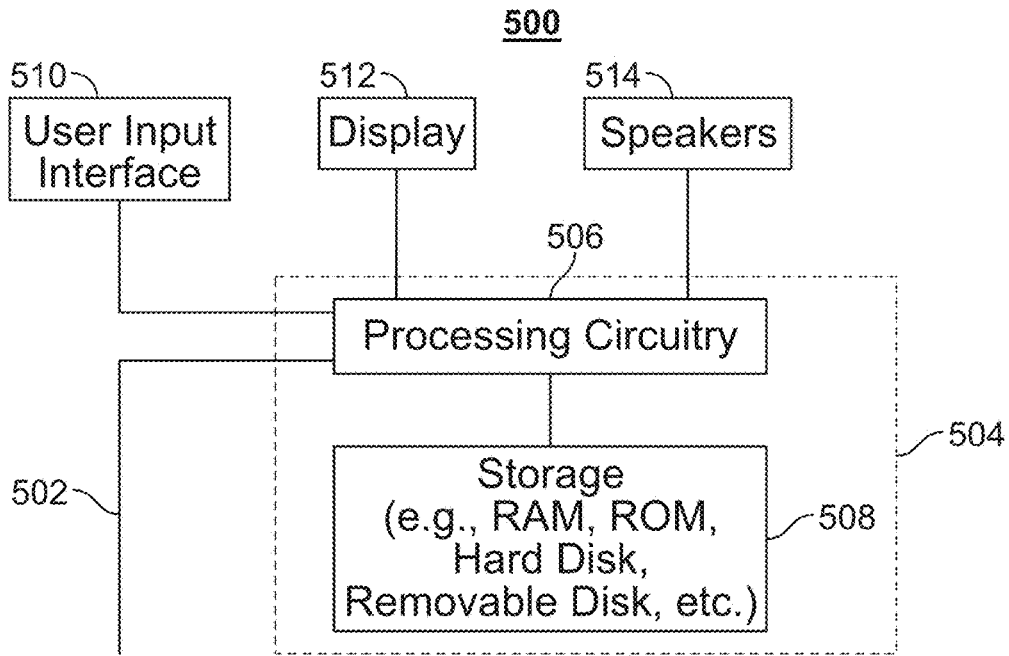 500
510
512
514
User Input
Interface
Display
Speakers
506
Processing Circuitry
504
502
Storage
(e.g., RAM, ROM,
Hard Disk,
Removable Disk, etc.)
508